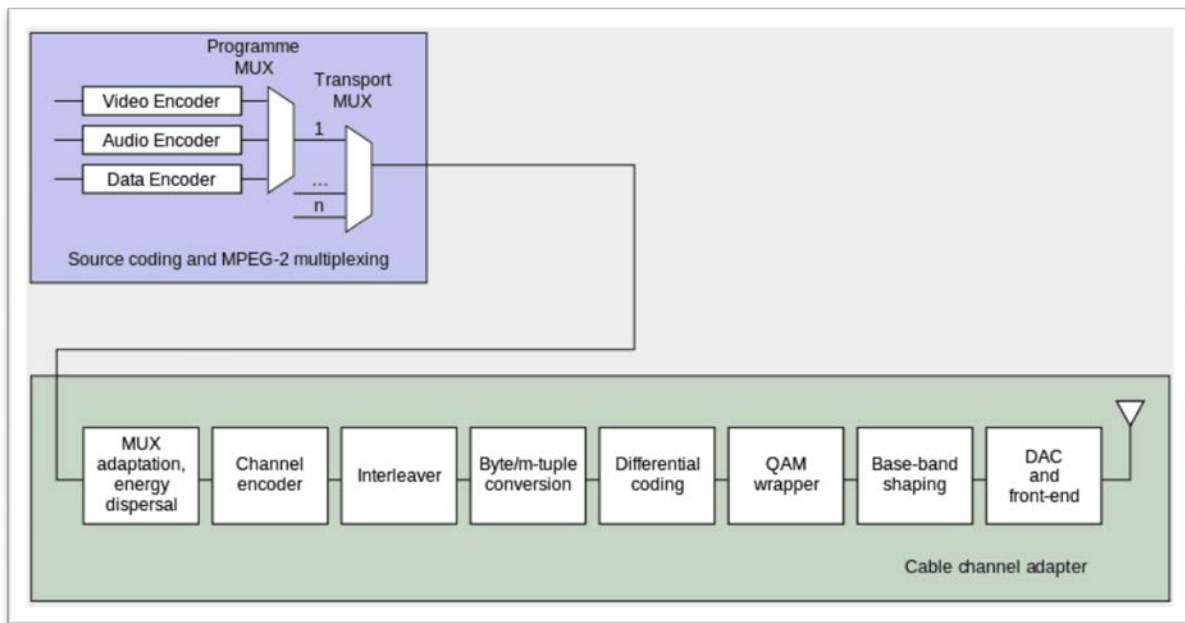 Programme
MUX
Transport
MUX
Video Encoder
Audio Encoder
Data Encoder
1
...
n
Source coding and MPEG-2 multiplexing
MUX
adaptation,
energy
dispersal
Channel
encoder
Interleaver
Byte/m-tuple
conversion
Differential
coding
QAM
wrapper
Base-band
shaping
DAC
and
front-end
Cable channel adapter